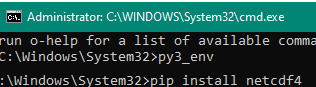 Administrator: C:\WINDOWS\System32\cmd.exe
run o-help for a list of available comma
C:\Windows\System32>py3_env
:\Windows\System32>pip install netcdf4